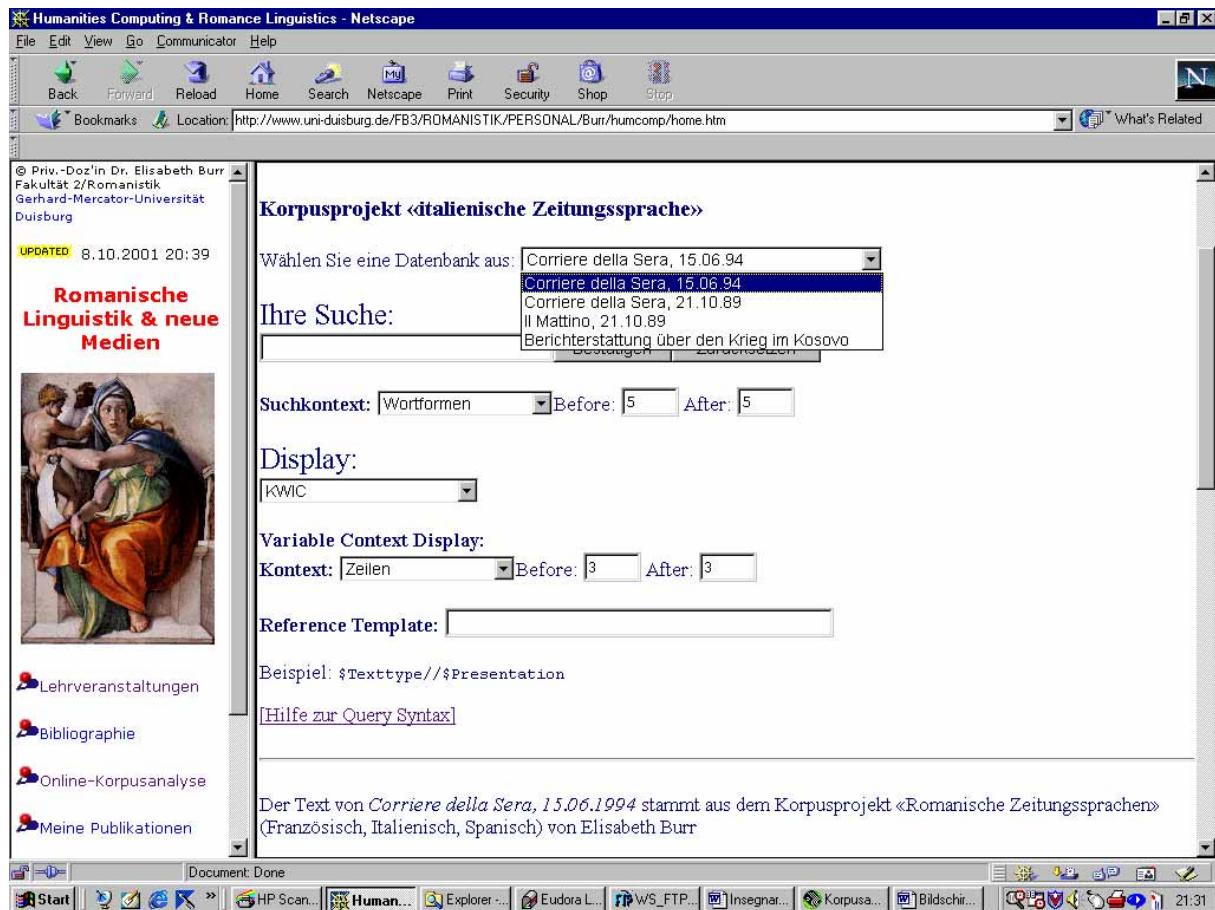 Humanities Computing & Romance Linguistics - Netscape
File Edit View Go Communicator Help
Back Forward Reload Home Search Netscape Print Security Shop Stop
Bookmarks Location: http://www.uni-duisburg.de/FB3/ROMANISTIK/PERSONAL/Burr/humcomp/home.htm What's Related
© Priv.-Doz'in Dr. Elisabeth Burr
Fakultät 2/Romanistik
Gerhard-Mercator-Universität
Duisburg
UPDATED 8.10.2001 20:39
Romanische
Linguistik & neue
Medien
Lehrveranstaltungen
Bibliographie
Online-Korpusanalyse
Meine Publikationen
Korpusprojekt «italienische Zeitungssprache»
Wählen Sie eine Datenbank aus: Corriere della Sera, 15.06.94
Corriere della Sera, 15.06.94
Corriere della Sera, 21.10.89
Il Mattino, 21.10.89
Berichterstattung über den Krieg im Kosovo
Ihre Suche:
Bestätigen Zurücksetzen
Suchkontext: Wortformen Before: 5 After: 5
Display:
KWIC
Variable Context Display:
Kontext: Zeilen Before: 3 After: 3
Reference Template:
Beispiel: $Texttype//$Presentation
[Hilfe zur Query Syntax]
Der Text von Corriere della Sera, 15.06.1994 stammt aus dem Korpusprojekt «Romanische Zeitungssprachen»
(Französisch, Italienisch, Spanisch) von Elisabeth Burr
Document: Done
Start HP Scan... Human... Explorer -... Eudora L... WS_FTP... Insegnar... Korpusa... Bildschir... 21:31